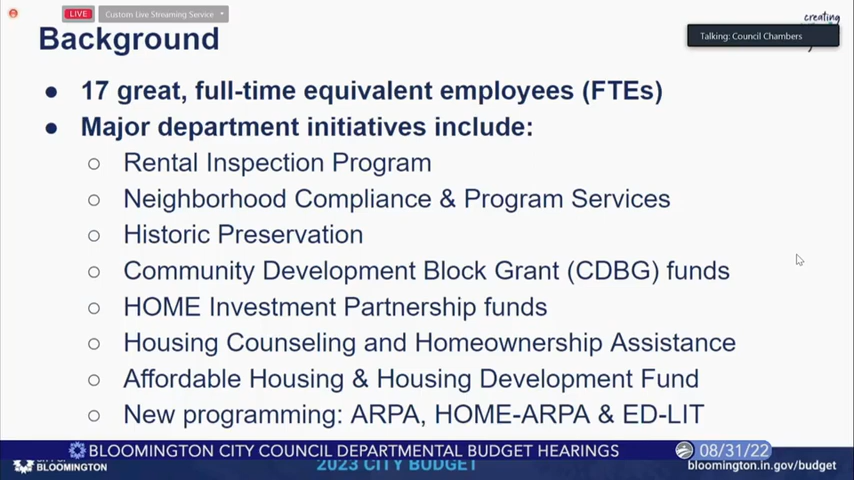 LIVE
Custom Live Streaming Service
creating
Talking: Council Chambers
Background
● 17 great, full-time equivalent employees (FTEs)
● Major department initiatives include:
○ Rental Inspection Program
○ Neighborhood Compliance & Program Services
○ Historic Preservation
○ Community Development Block Grant (CDBG) funds
○ HOME Investment Partnership funds
○ Housing Counseling and Homeownership Assistance
○ Affordable Housing & Housing Development Fund
○ New programming: ARPA, HOME-ARPA & ED-LIT
BLOOMINGTON CITY COUNCIL DEPARTMENTAL BUDGET HEARINGS
08/31/22
BLOOMINGTON
2023 CITY BUDGET
bloomington.in.gov/budget